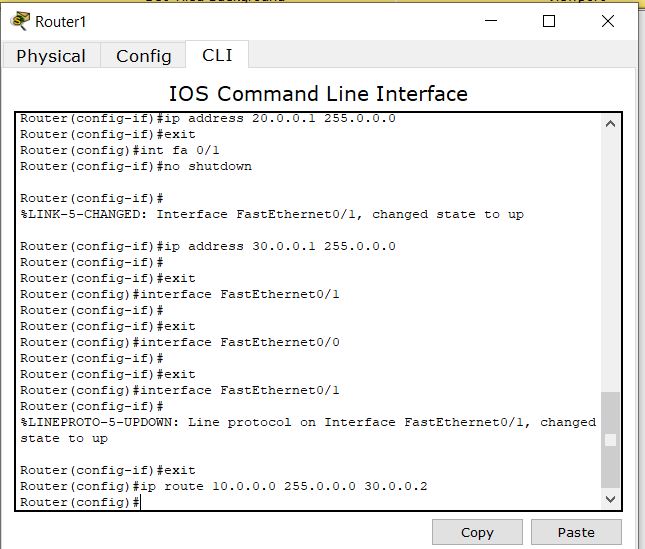 Router1
Physical Config CLI
IOS Command Line Interface
Router(config-if)#ip address 20.0.0.1 255.0.0.0
Router(config-if)#exit
Router(config)#int fa 0/1
Router(config-if)#no shutdown
Router(config-if)#
%LINK-5-CHANGED: Interface FastEthernet0/1, changed state to up
Router(config-if)#ip address 30.0.0.1 255.0.0.0
Router(config-if)#
Router(config-if)#exit
Router(config)#interface FastEthernet0/1
Router(config-if)#
Router(config-if)#exit
Router(config)#interface FastEthernet0/0
Router(config-if)#
Router(config-if)#exit
Router(config)#interface FastEthernet0/1
Router(config-if)#
%LINEPROTO-5-UPDOWN: Line protocol on Interface FastEthernet0/1, changed
state to up
Router(config-if)#exit
Router(config)#ip route 10.0.0.0 255.0.0.0 30.0.0.2
Router(config)#
Copy Paste